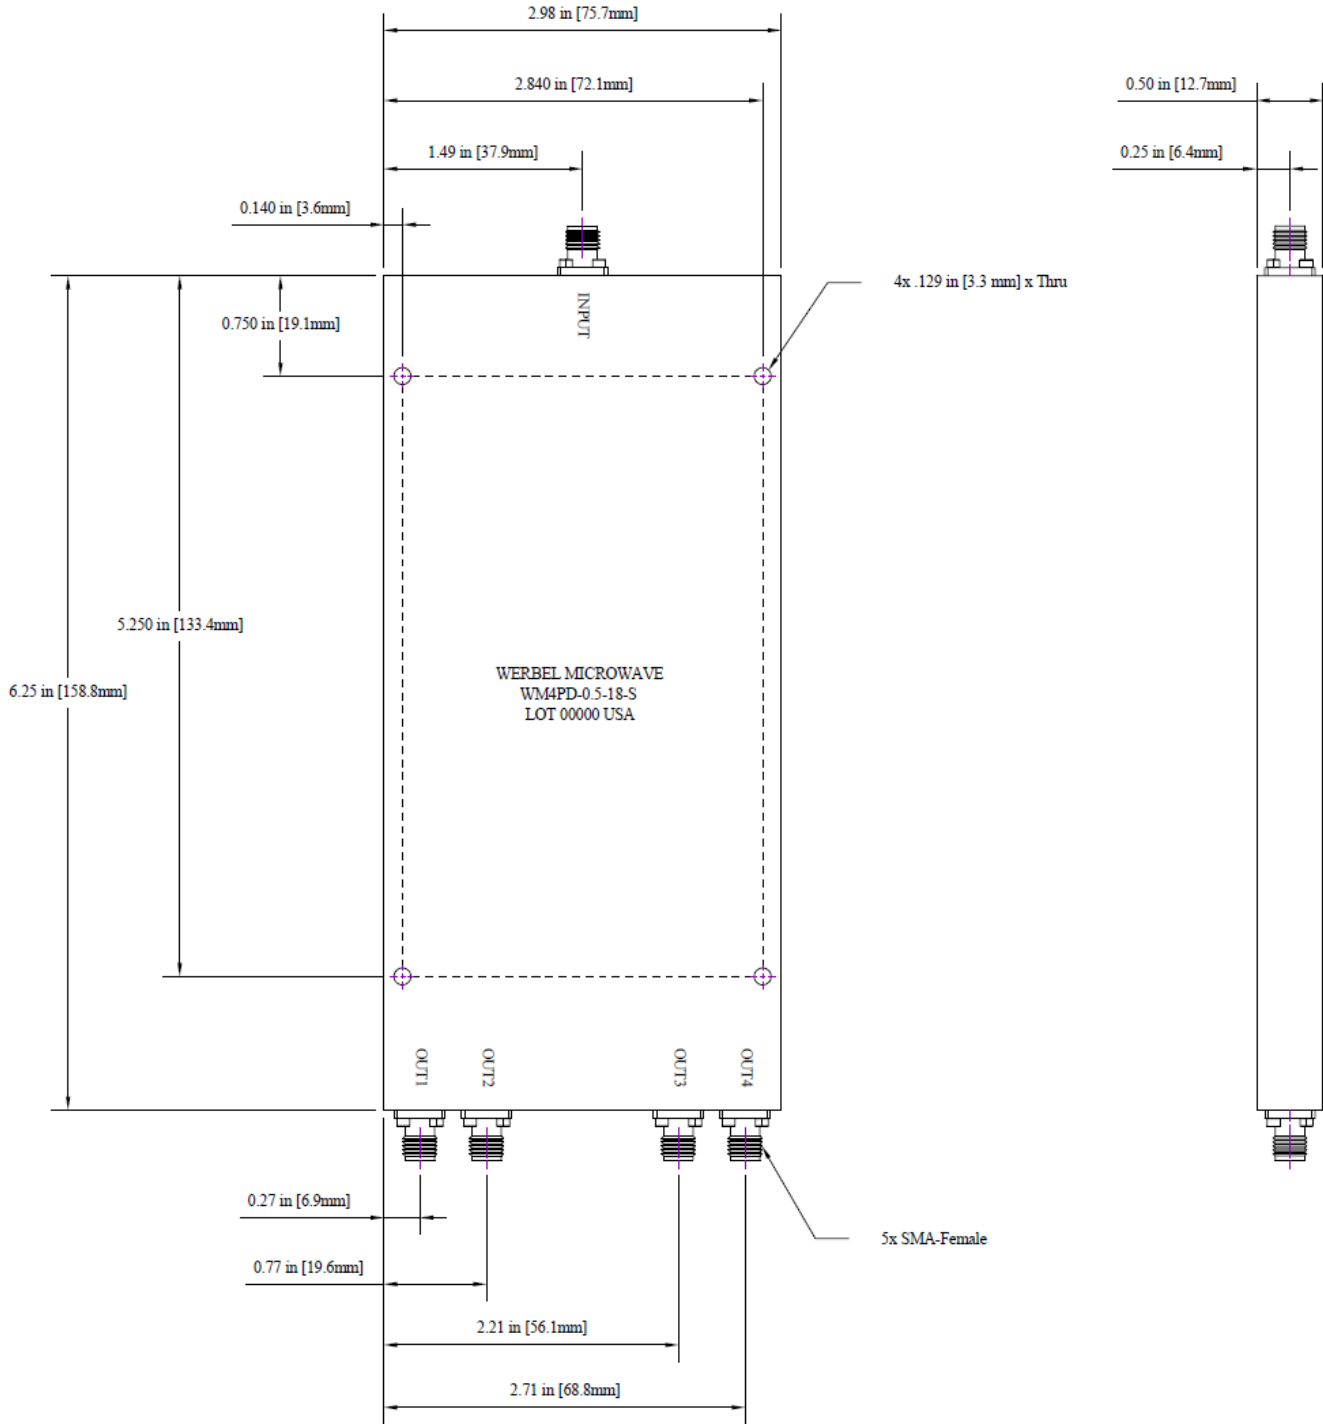 2.98 in [75.7mm]
2.840 in [72.1mm]
0.50 in [12.7mm]
1.49 in [37.9mm]
0.25 in [6.4mm]
0.140 in [3.6mm]
4x .129 in [3.3 mm] x Thru
INPUT
0.750 in [19.1mm]
5.250 in [133.4mm]
6.25 in [158.8mm]
WERBEL MICROWAVE
WM4PD-0.5-18-S
LOT 00000 USA
OUT1
OUT2
OUT3
OUT4
0.27 in [6.9mm]
5x SMA-Female
0.77 in [19.6mm]
2.21 in [56.1mm]
2.71 in [68.8mm]